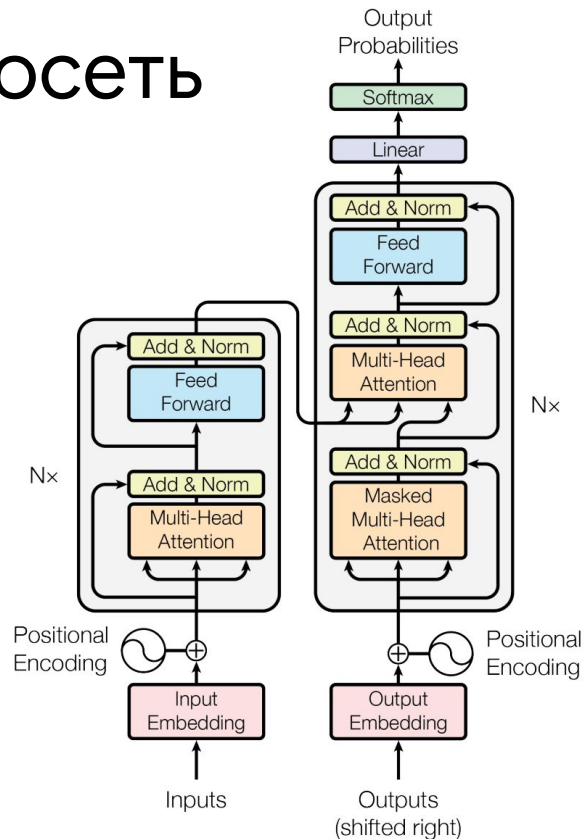 осеть
Output
Probabilities
Softmax
Linear
Add & Norm
Feed
Forward
Add & Norm
Multi-Head
Attention
Nx
Add & Norm
Masked
Multi-Head
Attention
Positional
Encoding
Output
Embedding
Outputs
(shifted right)
Add & Norm
Feed
Forward
Nx
Add & Norm
Multi-Head
Attention
Positional
Encoding
Input
Embedding
Inputs